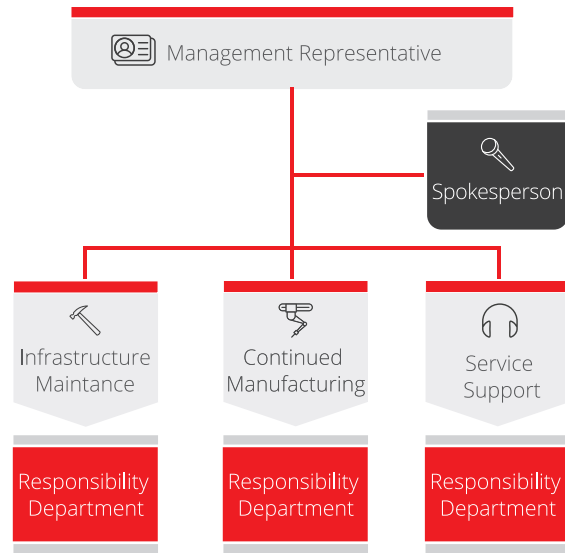 Management Representative
Spokesperson
Infrastructure
Maintance
Continued
Manufacturing
Service
Support
Responsibility
Department
Responsibility
Department
Responsibility
Department